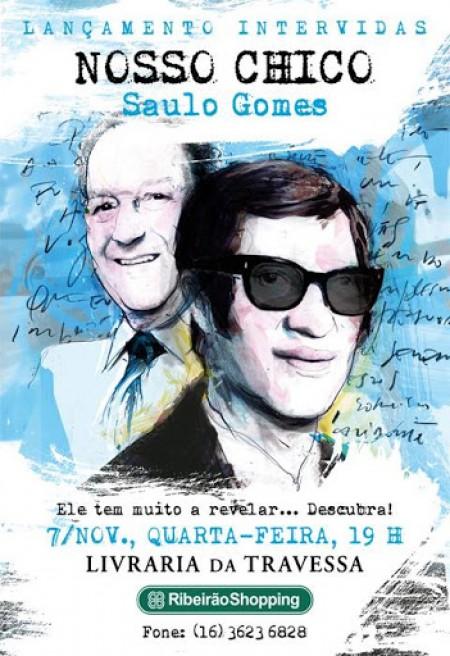 LANÇAMENTO INTERVIDAS
NOSSO CHICO
Saulo Gomes
Ele tem muito a revelar... Descubra!
7/NOV., QUARTA-FEIRA, 19 H
LIVRARIA DA TRAVESSA
RibeirãoShopping
Fone: (16) 3623 6828